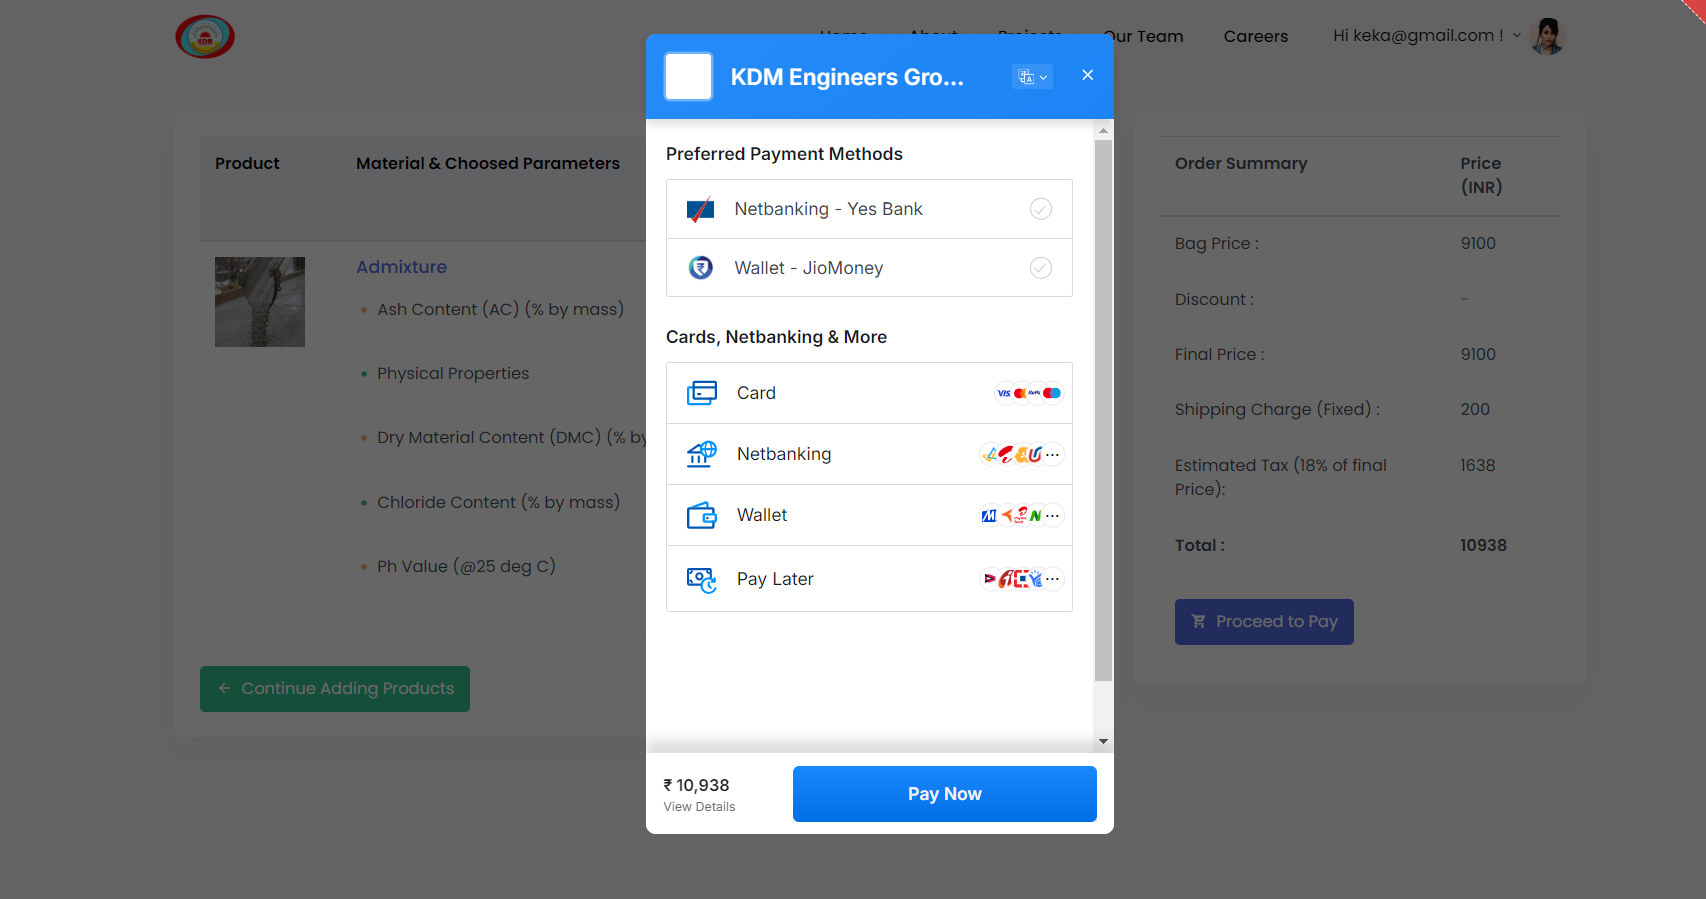 KDM
Home About Projects Our Team Careers Hi keka@gmail.com !
KDM Engineers Gro...
Product
Material & Choosed Parameters
Admixture
Ash Content (AC) (% by mass)
Physical Properties
Dry Material Content (DMC) (% by
Chloride Content (% by mass)
Ph Value (@25 deg C)
Continue Adding Products
Preferred Payment Methods
Netbanking - Yes Bank
Wallet - JioMoney
Cards, Netbanking & More
Card
VISA
RuPay
Netbanking
Wallet
Pay Later
₹ 10,938
View Details
Pay Now
Order Summary
Price
(INR)
Bag Price : 9100
Discount : -
Final Price : 9100
Shipping Charge (Fixed) : 200
Estimated Tax (18% of final
Price): 1638
Total : 10938
Proceed to Pay